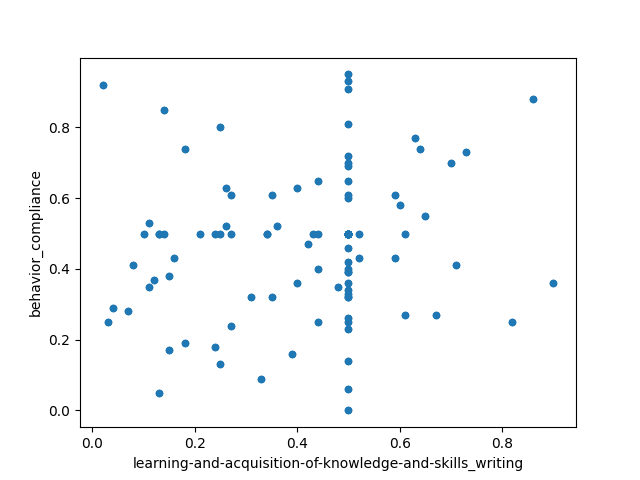 0.8
0.6
0.4
0.2
0.0
behavior_compliance
0.0 0.2 0.4 0.6 0.8
learning-and-acquisition-of-knowledge-and-skills_writing